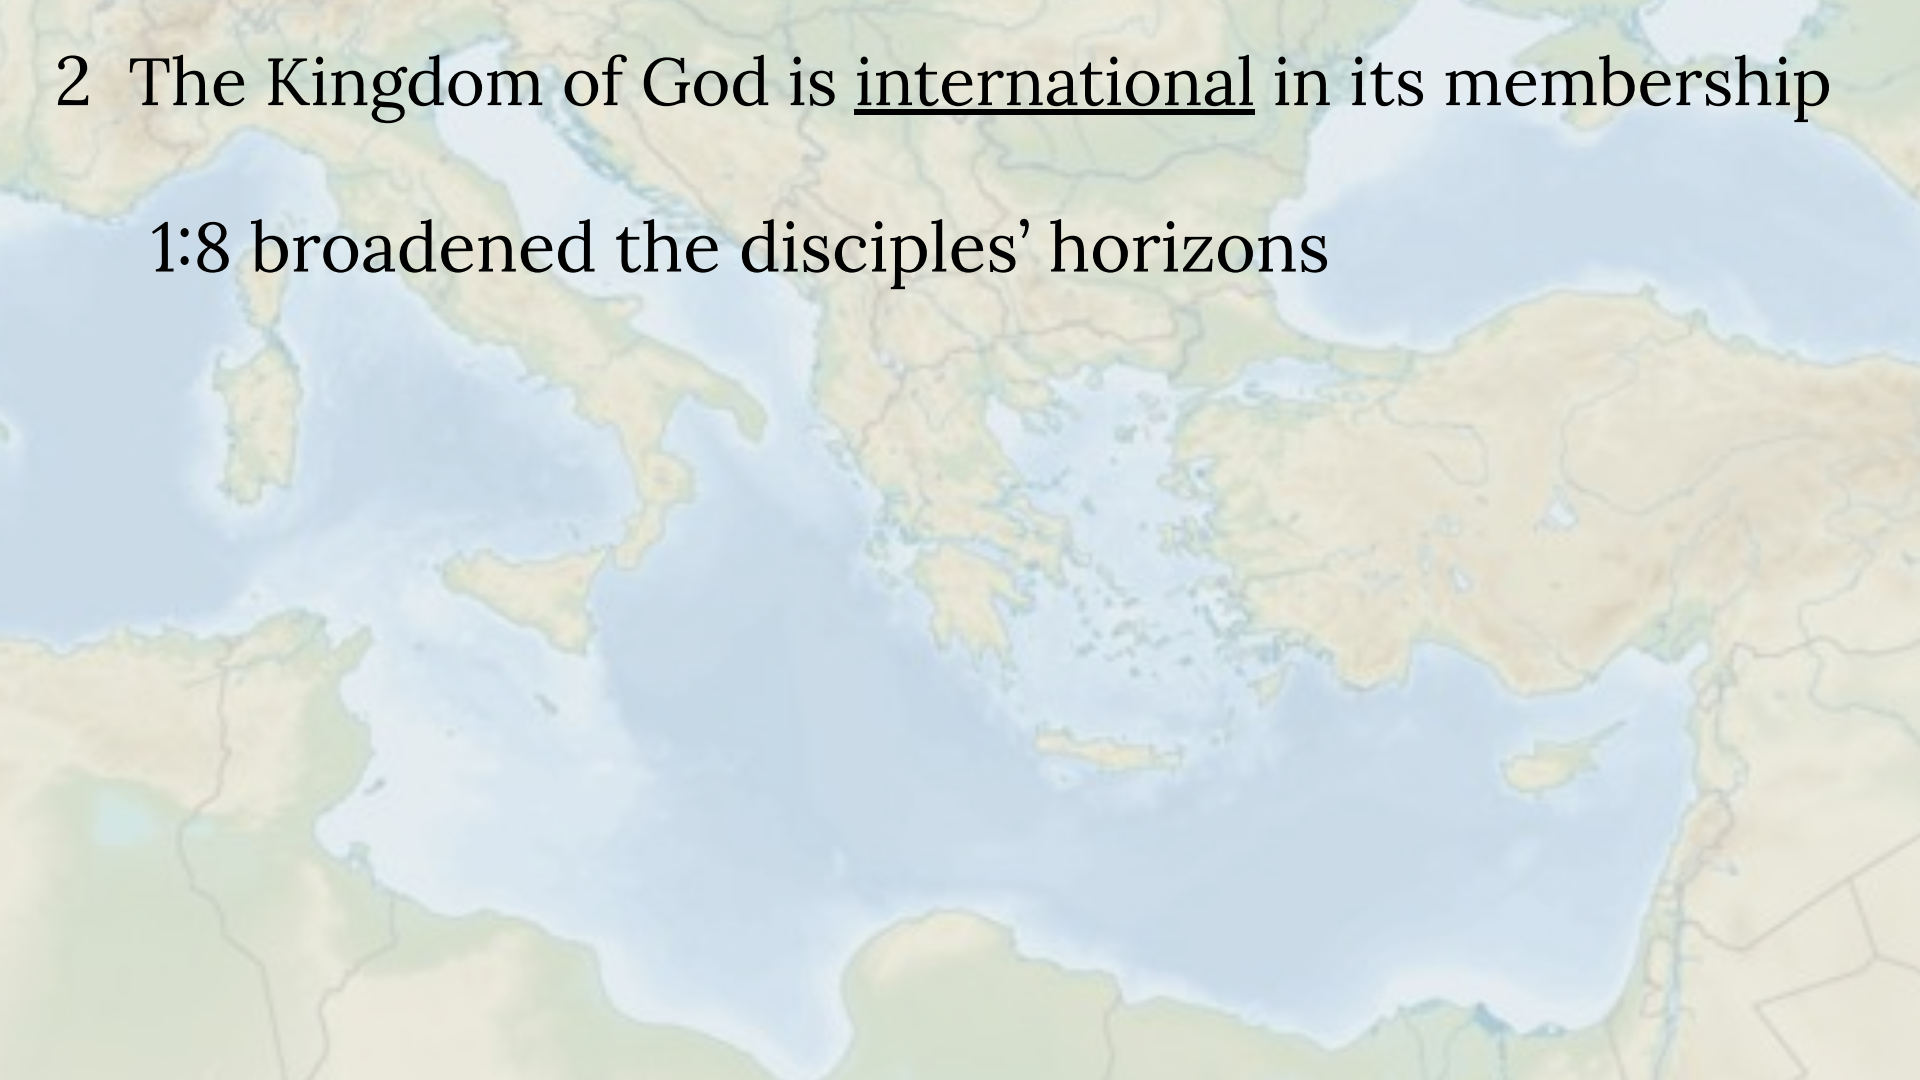 2 The Kingdom of God is international in its membership
1:8 broadened the disciples’ horizons